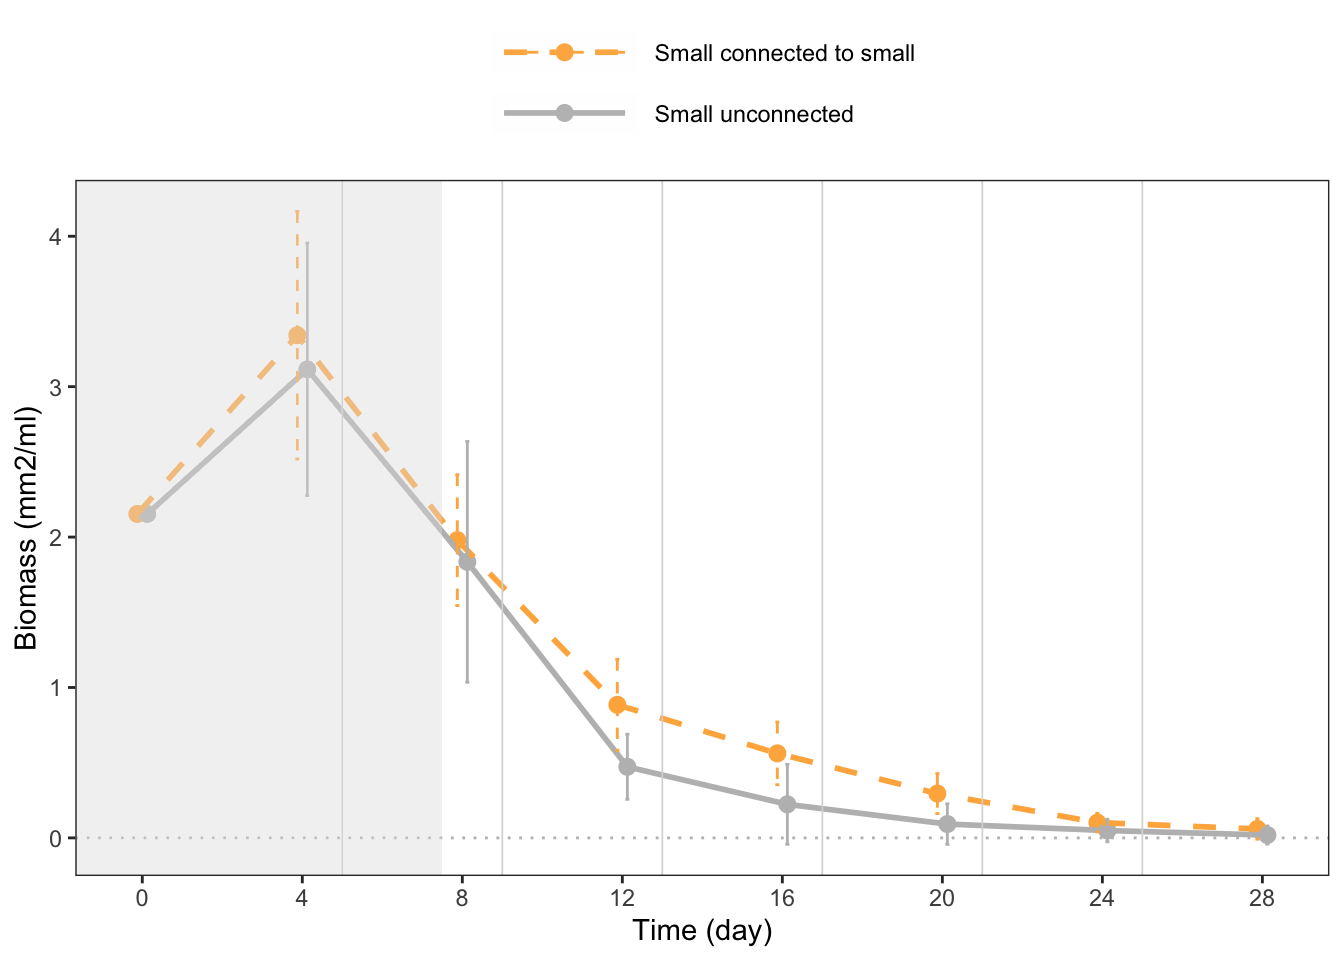 Small connected to small
Small unconnected
4
3
2
1
0
Biomass (mm2/ml)
0 4 8 12 16 20 24 28
Time (day)